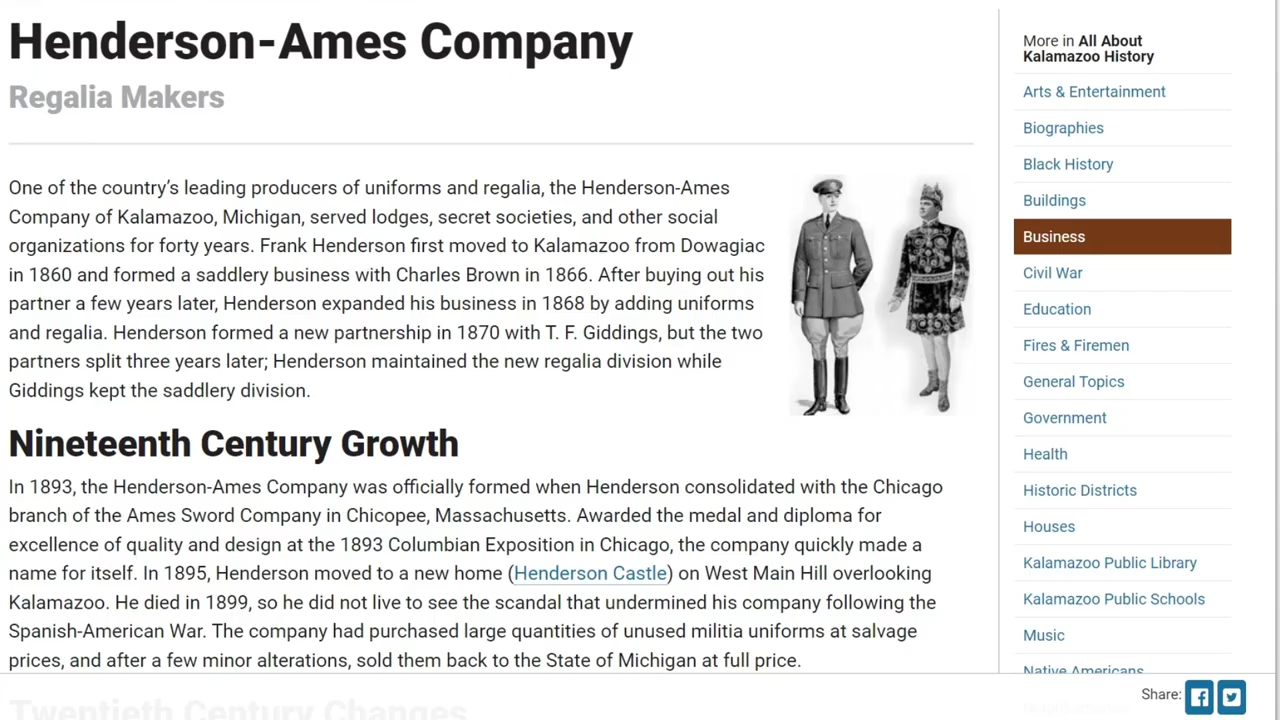 Henderson-Ames Company
Regalia Makers
One of the country's leading producers of uniforms and regalia, the Henderson-Ames
Company of Kalamazoo, Michigan, served lodges, secret societies, and other social
organizations for forty years. Frank Henderson first moved to Kalamazoo from Dowagiac
in 1860 and formed a saddlery business with Charles Brown in 1866. After buying out his
partner a few years later, Henderson expanded his business in 1868 by adding uniforms
and regalia. Henderson formed a new partnership in 1870 with T. F. Giddings, but the two
partners split three years later; Henderson maintained the new regalia division while
Giddings kept the saddlery division.
Nineteenth Century Growth
In 1893, the Henderson-Ames Company was officially formed when Henderson consolidated with the Chicago
branch of the Ames Sword Company in Chicopee, Massachusetts. Awarded the medal and diploma for
excellence of quality and design at the 1893 Columbian Exposition in Chicago, the company quickly made a
name for itself. In 1895, Henderson moved to a new home (Henderson Castle) on West Main Hill overlooking
Kalamazoo. He died in 1899, so he did not live to see the scandal that undermined his company following the
Spanish-American War. The company had purchased large quantities of unused militia uniforms at salvage
prices, and after a few minor alterations, sold them back to the State of Michigan at full price.
Twentieth Century Changes
More in All About
Kalamazoo History
Arts & Entertainment
Biographies
Black History
Buildings
Business
Civil War
Education
Fires & Firemen
General Topics
Government
Health
Historic Districts
Houses
Kalamazoo Public Library
Kalamazoo Public Schools
Music
Native Americans
Share: